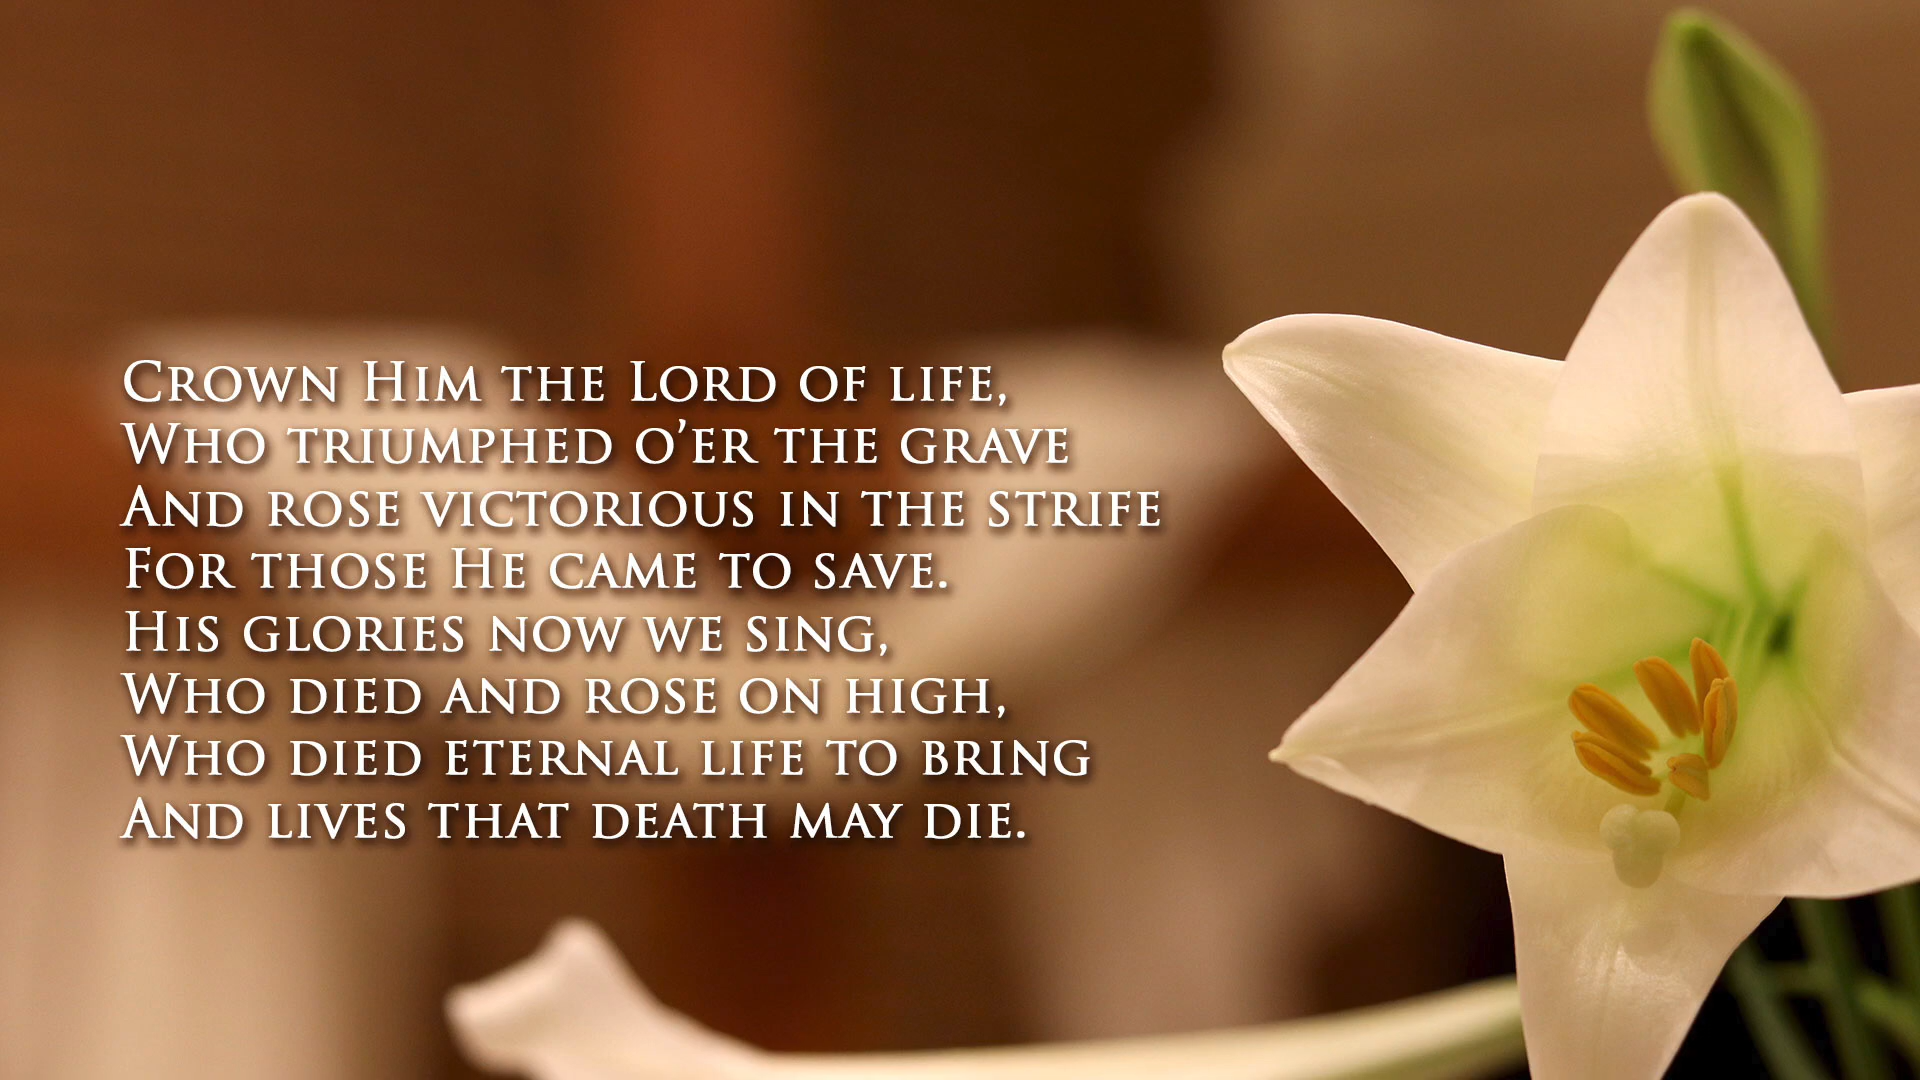 Crown Him the Lord of life,
Who triumphed o’er the grave
And rose victorious in the strife
For those He came to save.
His glories now we sing,
Who died and rose on high,
Who died eternal life to bring
And lives that death may die.